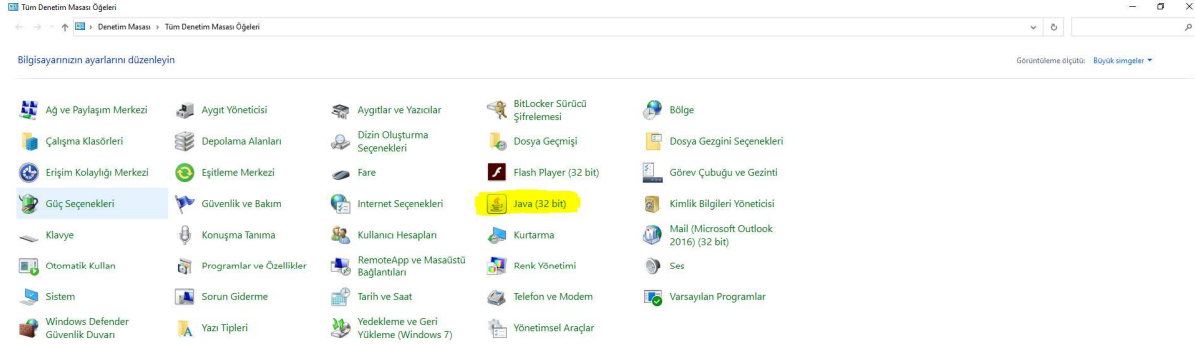 Tüm Denetim Masası Öğeleri
Denetim Masası > Tüm Denetim Masası Öğeleri
Bilgisayarınızın ayarlarını düzenleyin
Görüntüleme ölçütü: Büyük simgeler
Ağ ve Paylaşım Merkezi
Aygıt Yöneticisi
Aygıtlar ve Yazıcılar
BitLocker Sürücü
Şifrelemesi
Bölge
Çalışma Klasörleri
Depolama Alanları
Dizin Oluşturma
Seçenekleri
Dosya Geçmişi
Dosya Gezgini Seçenekleri
Erişim Kolaylığı Merkezi
Eşitleme Merkezi
Fare
Flash Player (32 bit)
Görev Çubuğu ve Gezinti
Güç Seçenekleri
Güvenlik ve Bakım
Internet Seçenekleri
Java (32 bit)
Kimlik Bilgileri Yöneticisi
Klavye
Konuşma Tanıma
Kullanıcı Hesapları
Kurtarma
Mail (Microsoft Outlook
2016) (32 bit)
Otomatik Kullan
Programlar ve Özellikler
RemoteApp ve Masaüstü
Bağlantıları
Renk Yönetimi
Ses
Sistem
Sorun Giderme
Tarih ve Saat
Telefon ve Modem
Varsayılan Programlar
Windows Defender
Güvenlik Duvarı
Yazı Tipleri
Yedekleme ve Geri
Yükleme (Windows 7)
Yönetimsel Araçlar